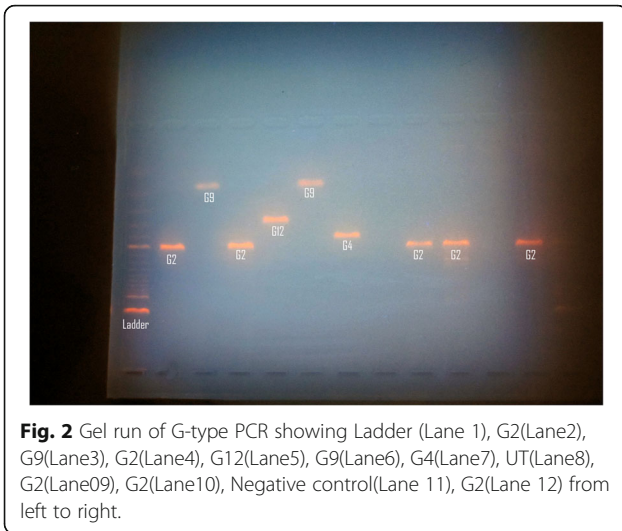 G9
G9
G12
G4
G2
G2
G2
G2
G2
Ladder
Fig. 2 Gel run of G-type PCR showing Ladder (Lane 1), G2(Lane2),
G9(Lane3), G2(Lane4), G12(Lane5), G9(Lane6), G4(Lane7), UT(Lane8),
G2(Lane09), G2(Lane10), Negative control(Lane 11), G2(Lane 12) from
left to right.